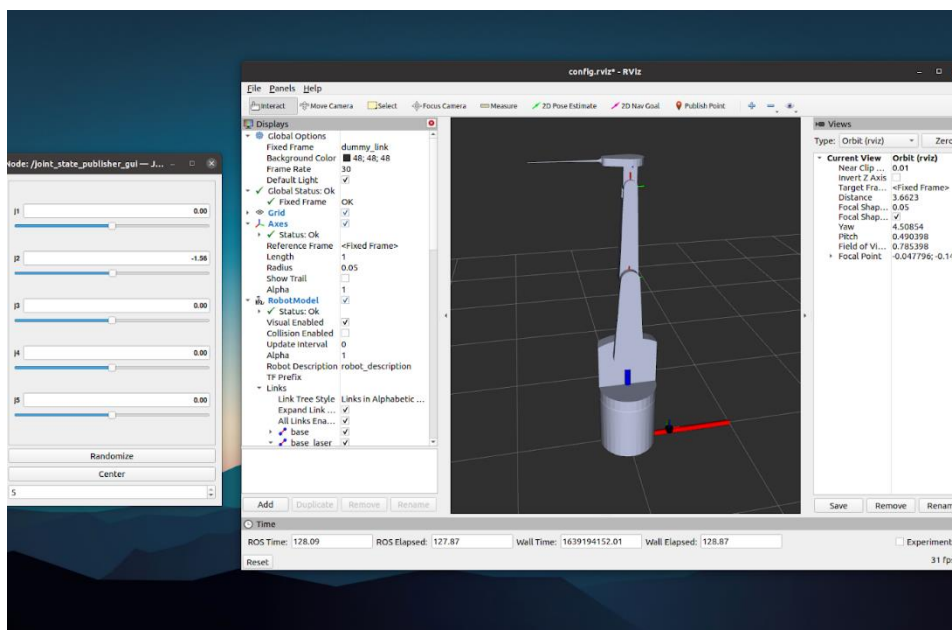 Node: /joint_state_publisher_gui — J...
j1
0.00
j2
-1.56
j3
0.00
j4
0.00
j5
0.00
Randomize
Center
5
config.rviz* - RViz
File Panels Help
Interact Move Camera Select Focus Camera Measure 2D Pose Estimate 2D Nav Goal Publish Point
Displays
Global Options
Fixed Frame dummy_link
Background Color 48; 48; 48
Frame Rate 30
Default Light
Global Status: Ok
Fixed Frame OK
Grid
Axes
Status: Ok
Reference Frame <Fixed Frame>
Length 1
Radius 0.05
Show Trail
Alpha 1
RobotModel
Status: Ok
Visual Enabled
Collision Enabled
Update Interval 0
Alpha 1
Robot Description robot_description
TF Prefix
Links
Link Tree Style Links in Alphabetic ...
Expand Link ...
All Links Ena...
base
base_laser
Add Duplicate Remove Rename
Views
Type: Orbit (rviz) Zero
Current View Orbit (rviz)
Near Clip ... 0.01
Invert Z Axis
Target Fra... <Fixed Frame>
Distance 3.6623
Focal Shap... 0.05
Focal Shap...
Yaw 4.50854
Pitch 0.490398
Field of Vi... 0.785398
Focal Point -0.047796; -0.14
Save Remove Renam
Time
ROS Time: 128.09 ROS Elapsed: 127.87 Wall Time: 1639194152.01 Wall Elapsed: 128.87 Experiment
Reset 31 fps